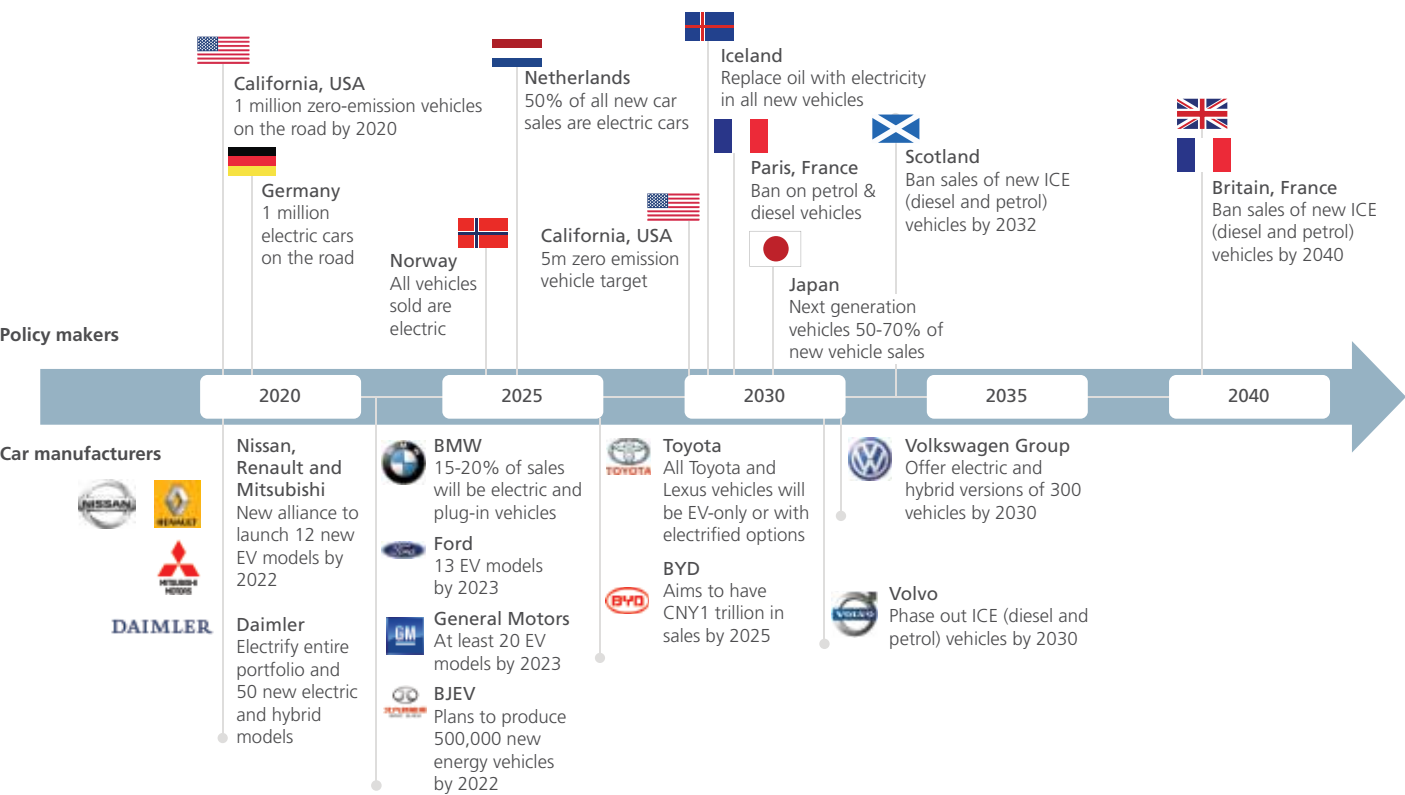 California, USA
1 million zero-emission vehicles
on the road by 2020
Germany
1 million
electric cars
on the road
Norway
All vehicles
sold are
electric
Netherlands
50% of all new car
sales are electric cars
California, USA
5m zero emission
vehicle target
Iceland
Replace oil with electricity
in all new vehicles
Paris, France
Ban on petrol &
diesel vehicles
Japan
Next generation
vehicles 50-70% of
new vehicle sales
Scotland
Ban sales of new ICE
(diesel and petrol)
vehicles by 2032
Britain, France
Ban sales of new ICE
(diesel and petrol)
vehicles by 2040
Policy makers
2020
2025
2030
2035
2040
Car manufacturers
NISSAN
RENAULT
MITSUBISHI
MOTORS
DAIMLER
Nissan,
Renault and
Mitsubishi
New alliance to
launch 12 new
EV models by
2022
Daimler
Electrify entire
portfolio and
50 new electric
and hybrid
models
BMW
15-20% of sales
will be electric and
plug-in vehicles
Ford
Ford
13 EV models
by 2023
GM
General Motors
At least 20 EV
models by 2023
BJEV
Plans to produce
500,000 new
energy vehicles
by 2022
TOYOTA
Toyota
All Toyota and
Lexus vehicles will
be EV-only or with
electrified options
BYD
BYD
Aims to have
CNY1 trillion in
sales by 2025
Volkswagen Group
Offer electric and
hybrid versions of 300
vehicles by 2030
VOLVO
Volvo
Phase out ICE (diesel and
petrol) vehicles by 2030